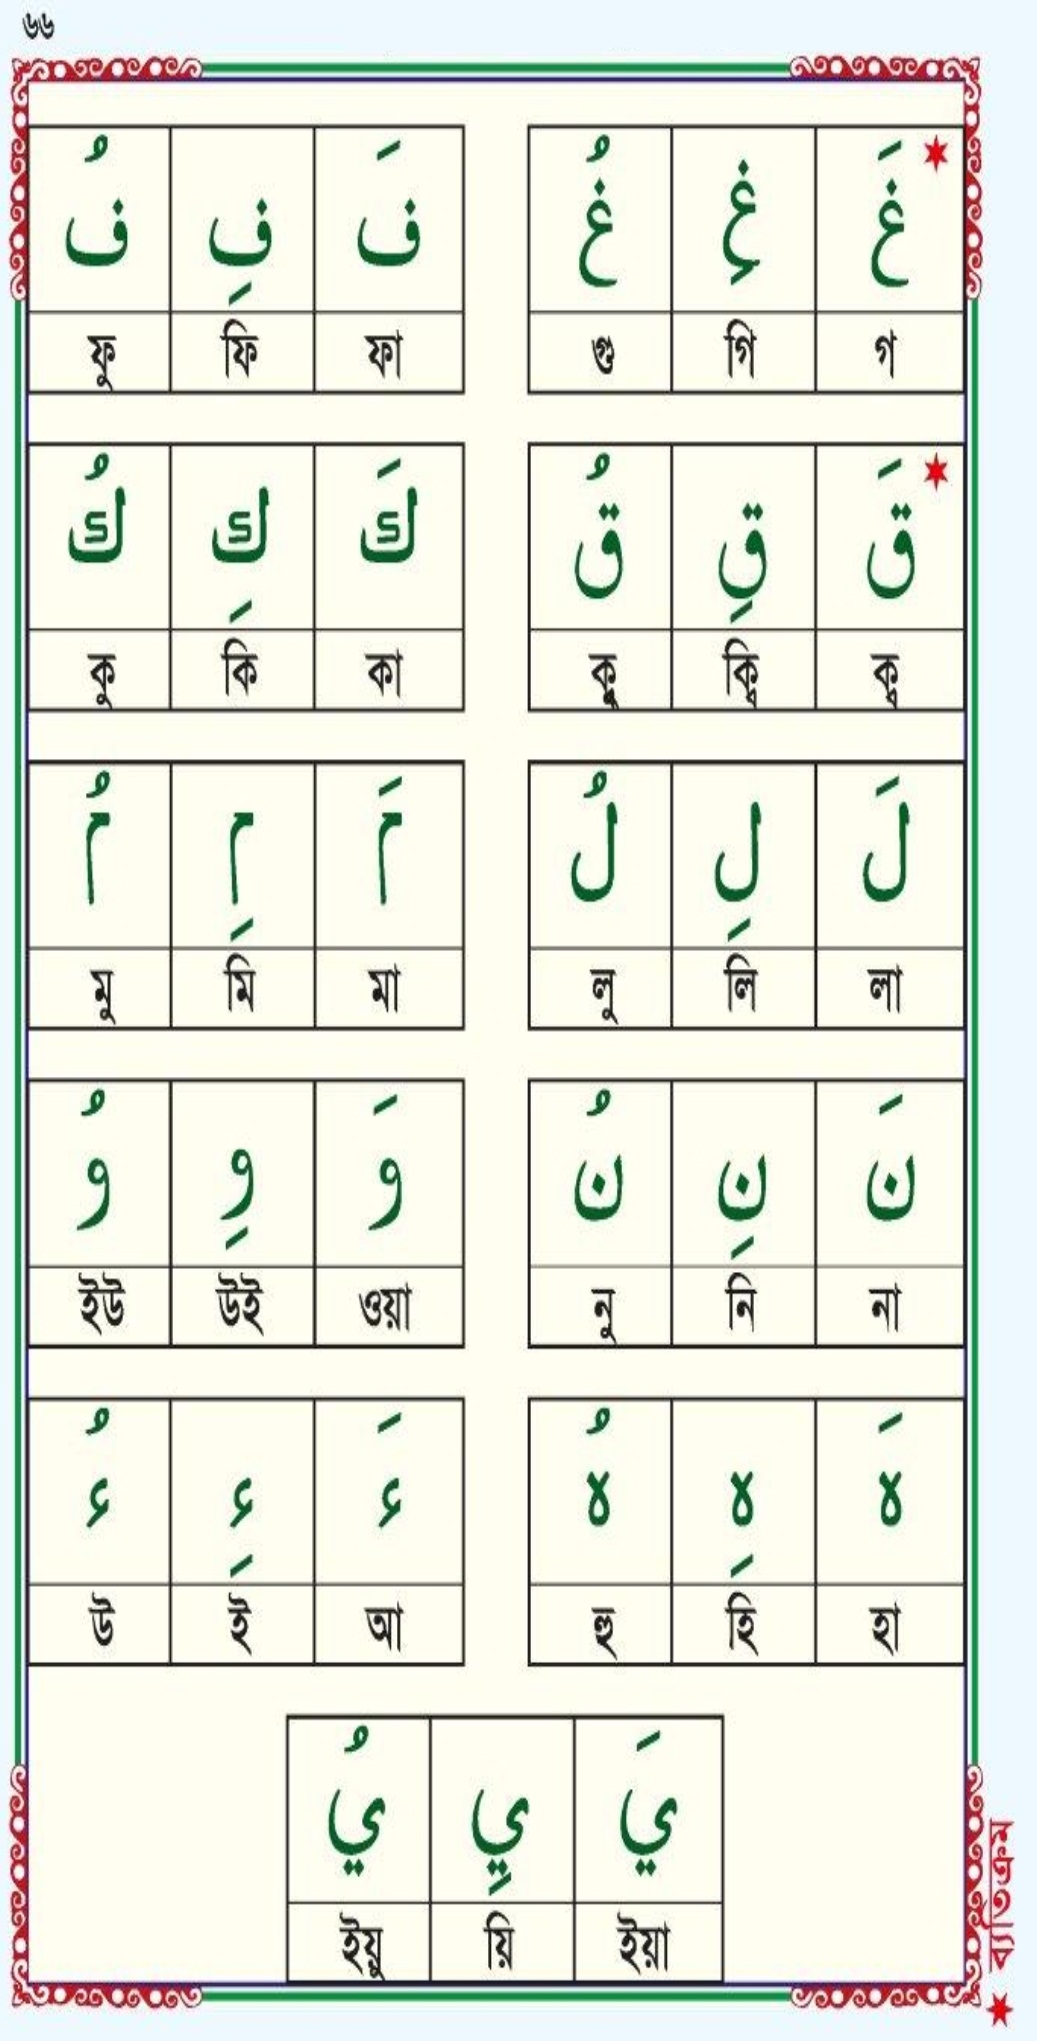 ৬৬
غَ غِ غُ
গ গি গু
فَ فِ فُ
ফা ফি ফু
قَ قِ قُ
ক্ব ক্বি ক্বু
كَ كِ كُ
কা কি কু
لَ لِ لُ
লা লি লু
مَ مِ مُ
মা মি মু
نَ نِ نُ
না নি নু
وَ وِ وُ
ওয়া উই ইউ
هَ هِ هُ
হা হি হু
ءَ ءِ ءُ
আ ই উ
يَ يِ يُ
ইয়া য়ি ইয়ু
✶ ব্যতিক্রম